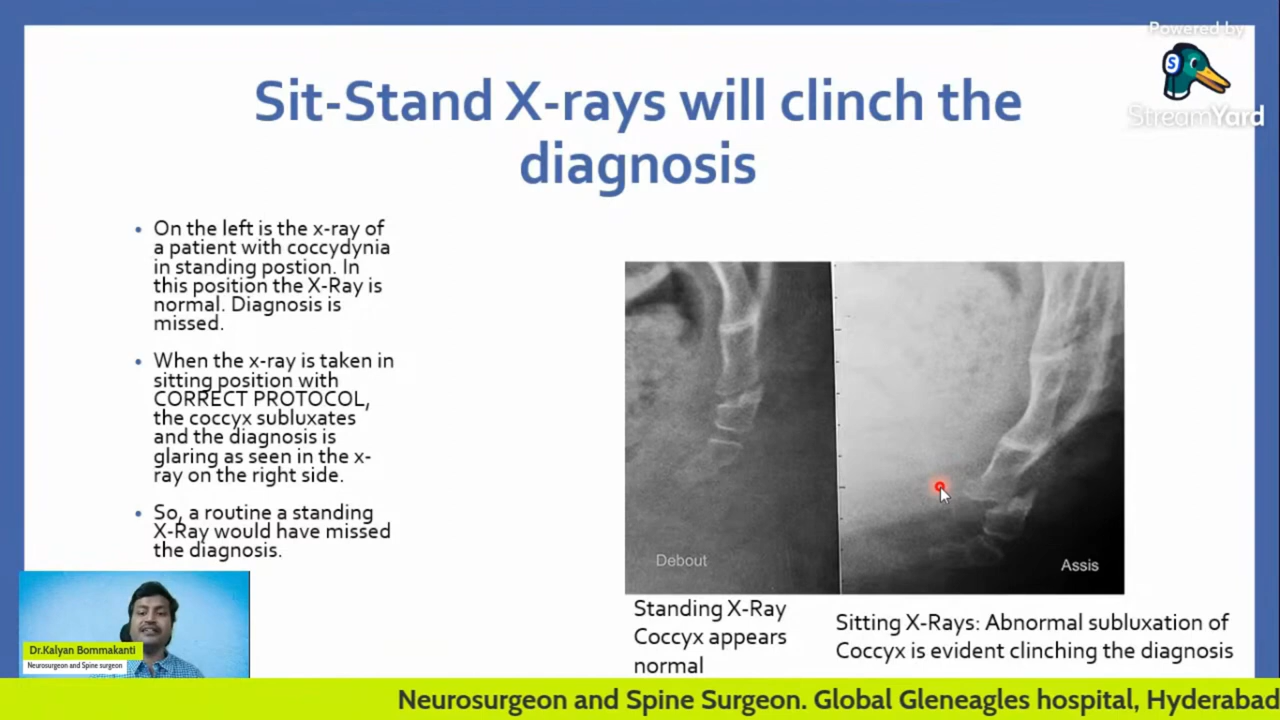 Powered by
StreamYard
Sit-Stand X-rays will clinch the
diagnosis
• On the left is the x-ray of
a patient with coccydynia
in standing postion. In
this position the X-Ray is
normal. Diagnosis is
missed.
• When the x-ray is taken in
sitting position with
CORRECT PROTOCOL,
the coccyx subluxates
and the diagnosis is
glaring as seen in the x-
ray on the right side.
• So, a routine a standing
X-Ray would have missed
the diagnosis.
Debout
Assis
Standing X-Ray
Coccyx appears
normal
Sitting X-Rays: Abnormal subluxation of
Coccyx is evident clinching the diagnosis
Dr.Kalyan Bommakanti
Neurosurgeon and Spine surgeon
Neurosurgeon and Spine Surgeon. Global Gleneagles hospital, Hyderabad